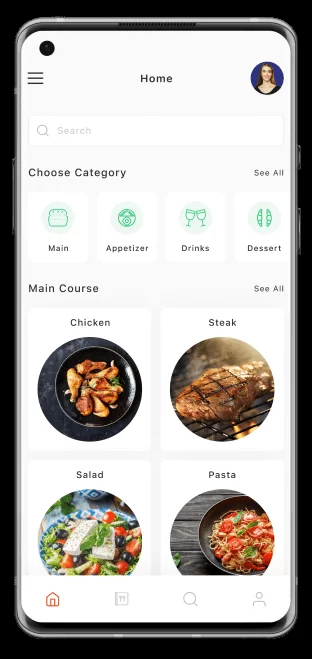 Home
Search
Choose Category
See All
Main
Appetizer
Drinks
Dessert
Main Course
See All
Chicken
Steak
Salad
Pasta